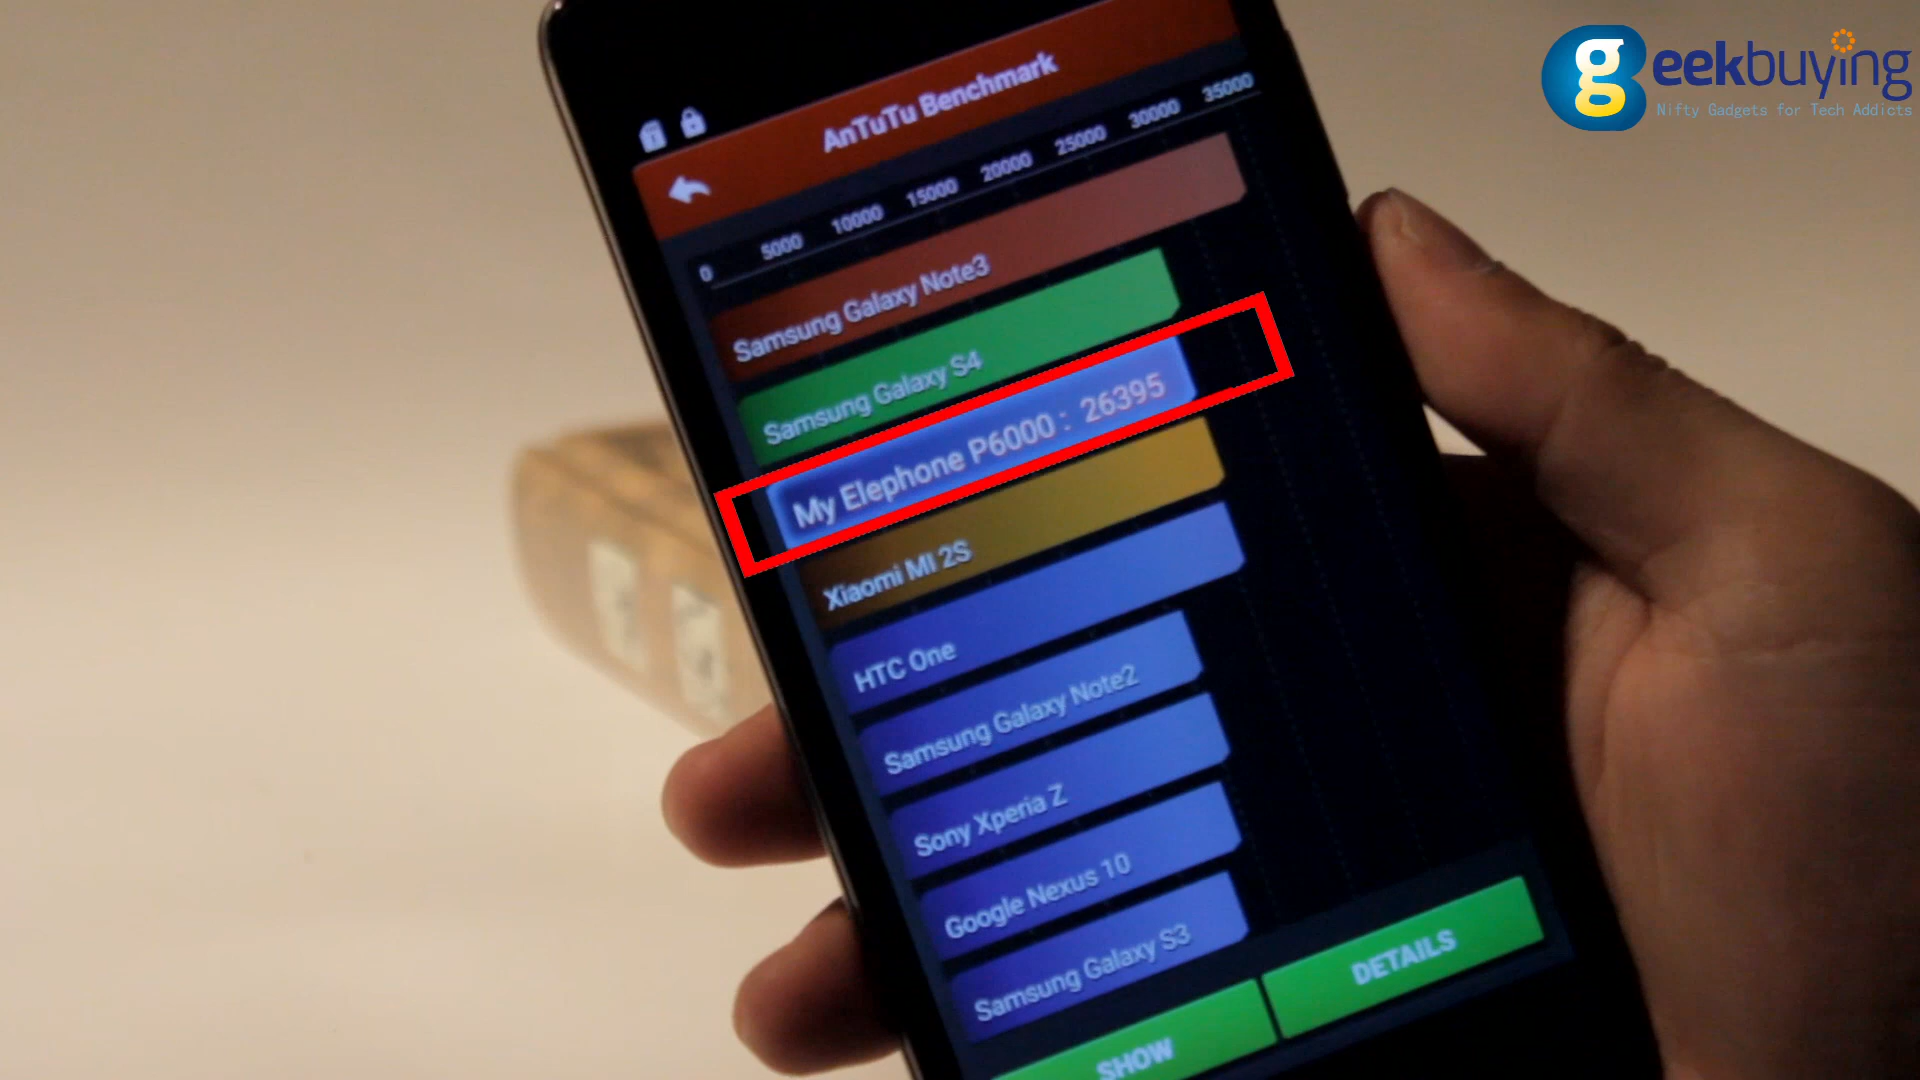 geekbuying
Nifty Gadgets for Tech Addicts
AnTuTu Benchmark
0 5000 10000 15000 20000 25000 30000 35000
Samsung Galaxy Note3
Samsung Galaxy S4
My Elephone P6000 : 26395
Xiaomi MI 2S
HTC One
Samsung Galaxy Note2
Sony Xperia Z
Google Nexus 10
Samsung Galaxy S3
SHOW DETAILS